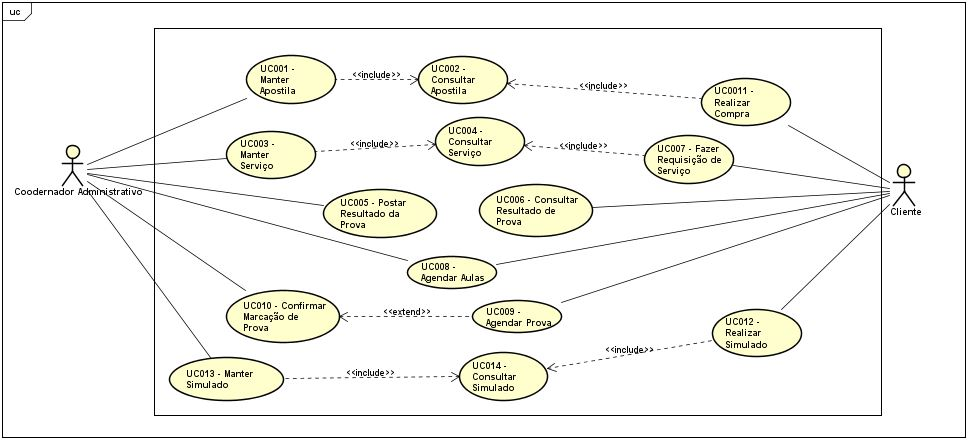 uc
UC001 -
Manter
Apostila
<<include>>
UC002 -
Consultar
Apostila
<<include>>
UC0011 -
Realizar
Compra
UC003 -
Manter
Serviço
<<include>>
UC004 -
Consultar
Serviço
<<include>>
UC007 - Fazer
Requisição de
Serviço
Coodernador Administrativo
Cliente
UC005 - Postar
Resultado da
Prova
UC006 - Consultar
Resultado de
Prova
UC008 -
Agendar Aulas
UC010 - Confirmar
Marcação de
Prova
<<extend>>
UC009 -
Agendar Prova
UC012 -
Realizar
Simulado
UC013 - Manter
Simulado
<<include>>
UC014 -
Consultar
Simulado
<<include>>